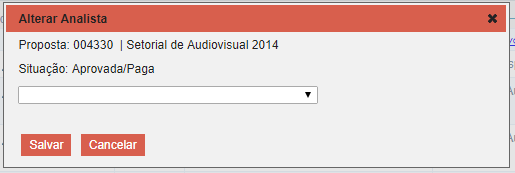 Alterar Analista
Proposta: 004330 | Setorial de Audiovisual 2014
Situação: Aprovada/Paga
Salvar Cancelar